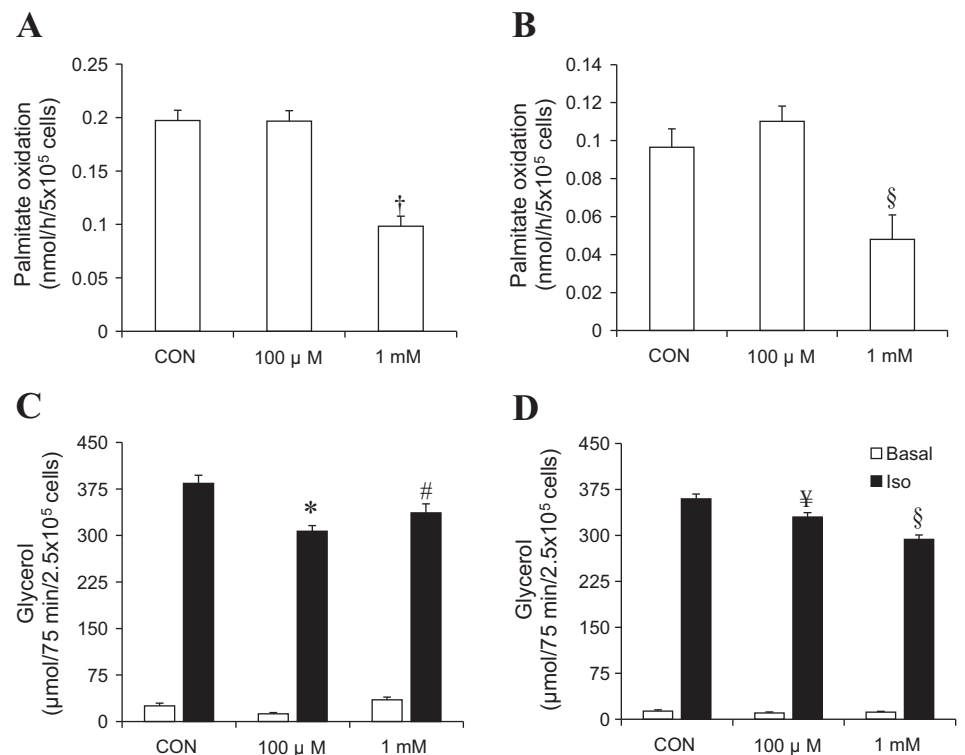 A
Palmitate oxidation
(nmol/h/5x10⁵ cells)
0.25
0.2
0.15
0.1
0.05
0
†
CON
100 µ M
1 mM
B
Palmitate oxidation
(nmol/h/5x10⁵ cells)
0.14
0.12
0.1
0.08
0.06
0.04
0.02
0
§
CON
100 µ M
1 mM
C
Glycerol
(µmol/75 min/2.5x10⁵ cells)
450
375
300
225
150
75
0
*
#
CON
100 µ M
1 mM
D
Glycerol
(µmol/75 min/2.5x10⁵ cells)
450
375
300
225
150
75
0
Basal
Iso
¥
§
CON
100 µ M
1 mM